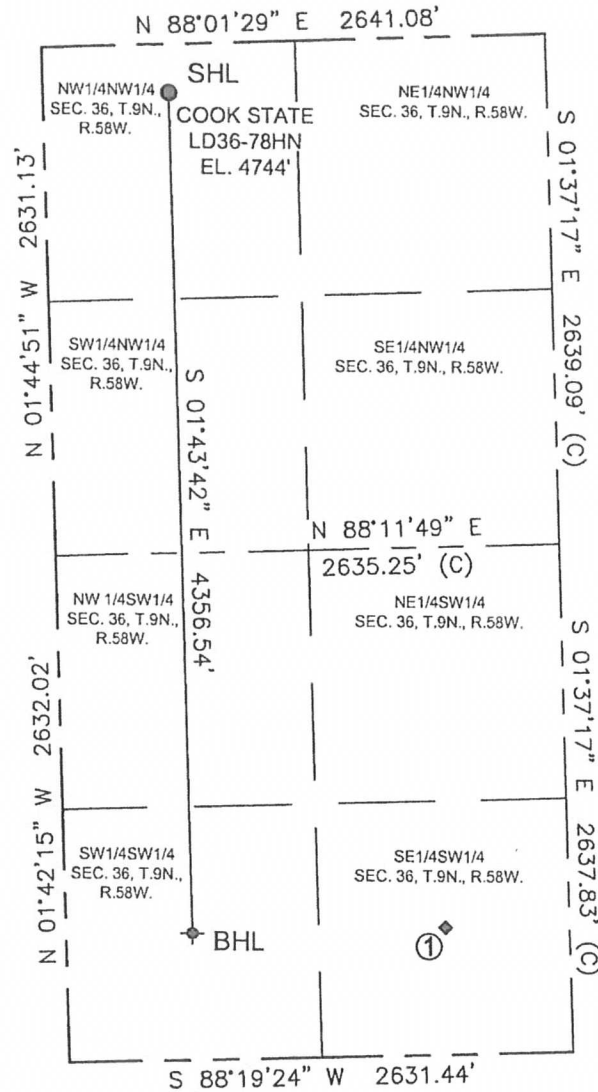 N 88°01'29" E 2641.08'
SHL
NW1/4NW1/4
SEC. 36, T.9N.,
R.58W.
COOK STATE
LD36-78HN
EL. 4744'
NE1/4NW1/4
SEC. 36, T.9N., R.58W.
N 01°44'51" W 2631.13'
S 01°37'17" E 2639.09' (C)
SW1/4NW1/4
SEC. 36, T.9N.,
R.58W.
SE1/4NW1/4
SEC. 36, T.9N., R.58W.
S 01°43'42" E 4356.54'
N 88°11'49" E
2635.25' (C)
NW 1/4SW1/4
SEC. 36, T.9N.,
R.58W.
NE1/4SW1/4
SEC. 36, T.9N., R.58W.
N 01°42'15" W 2632.02'
S 01°37'17" E 2637.83' (C)
SW1/4SW1/4
SEC. 36, T.9N.,
R.58W.
SE1/4SW1/4
SEC. 36, T.9N., R.58W.
BHL
1
S 88°19'24" W 2631.44'